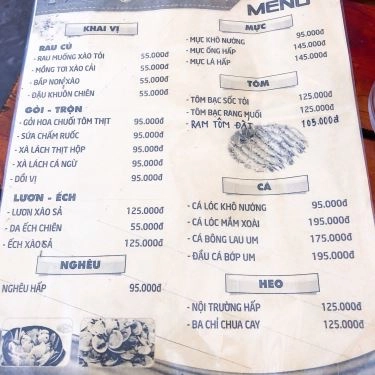 MENU
KHAI VỊ
RAU CỦ
- RAU MUỐNG XÀO TỎI 55.000đ
- MỒNG TƠI XÀO CẢI 55.000đ
- BẮP NON XÀO 55.000đ
- ĐẬU KHUÔN CHIÊN 55.000đ
GỎI - TRỘN
- GỎI HOA CHUỐI TÔM THỊT 95.000đ
- SỨA CHẤM RUỐC 95.000đ
- XÀ LÁCH THỊT HỘP 95.000đ
- XÀ LÁCH CÁ NGỪ 95.000đ
- DỒI VỊ 95.000đ
LƯƠN - ẾCH
- LƯƠN XÀO SẢ 125.000đ
- DA ẾCH CHIÊN 55.000đ
- ẾCH XÀO SẢ 125.000đ
NGHÊU
NGHÊU HẤP 95.000đ
MỰC
- MỰC KHÔ NƯỚNG 95.000đ
- MỰC ỐNG HẤP 145.000đ
- MỰC LÁ HẤP 145.000đ
TÔM
- TÔM BẠC SỐC TỎI 125.000đ
- TÔM BẠC RANG MUỐI 125.000đ
- RAM TÔM ĐẤT 105.000đ
CÁ
- CÁ LÓC KHÔ NƯỚNG 95.000đ
- CÁ LÓC MẮM XOÀI 195.000đ
- CÁ BÔNG LAU UM 175.000đ
- ĐẦU CÁ BỚP UM 195.000đ
HEO
- NỘI TRƯỜNG HẤP 125.000đ
- BA CHỈ CHUA CAY 125.000đ